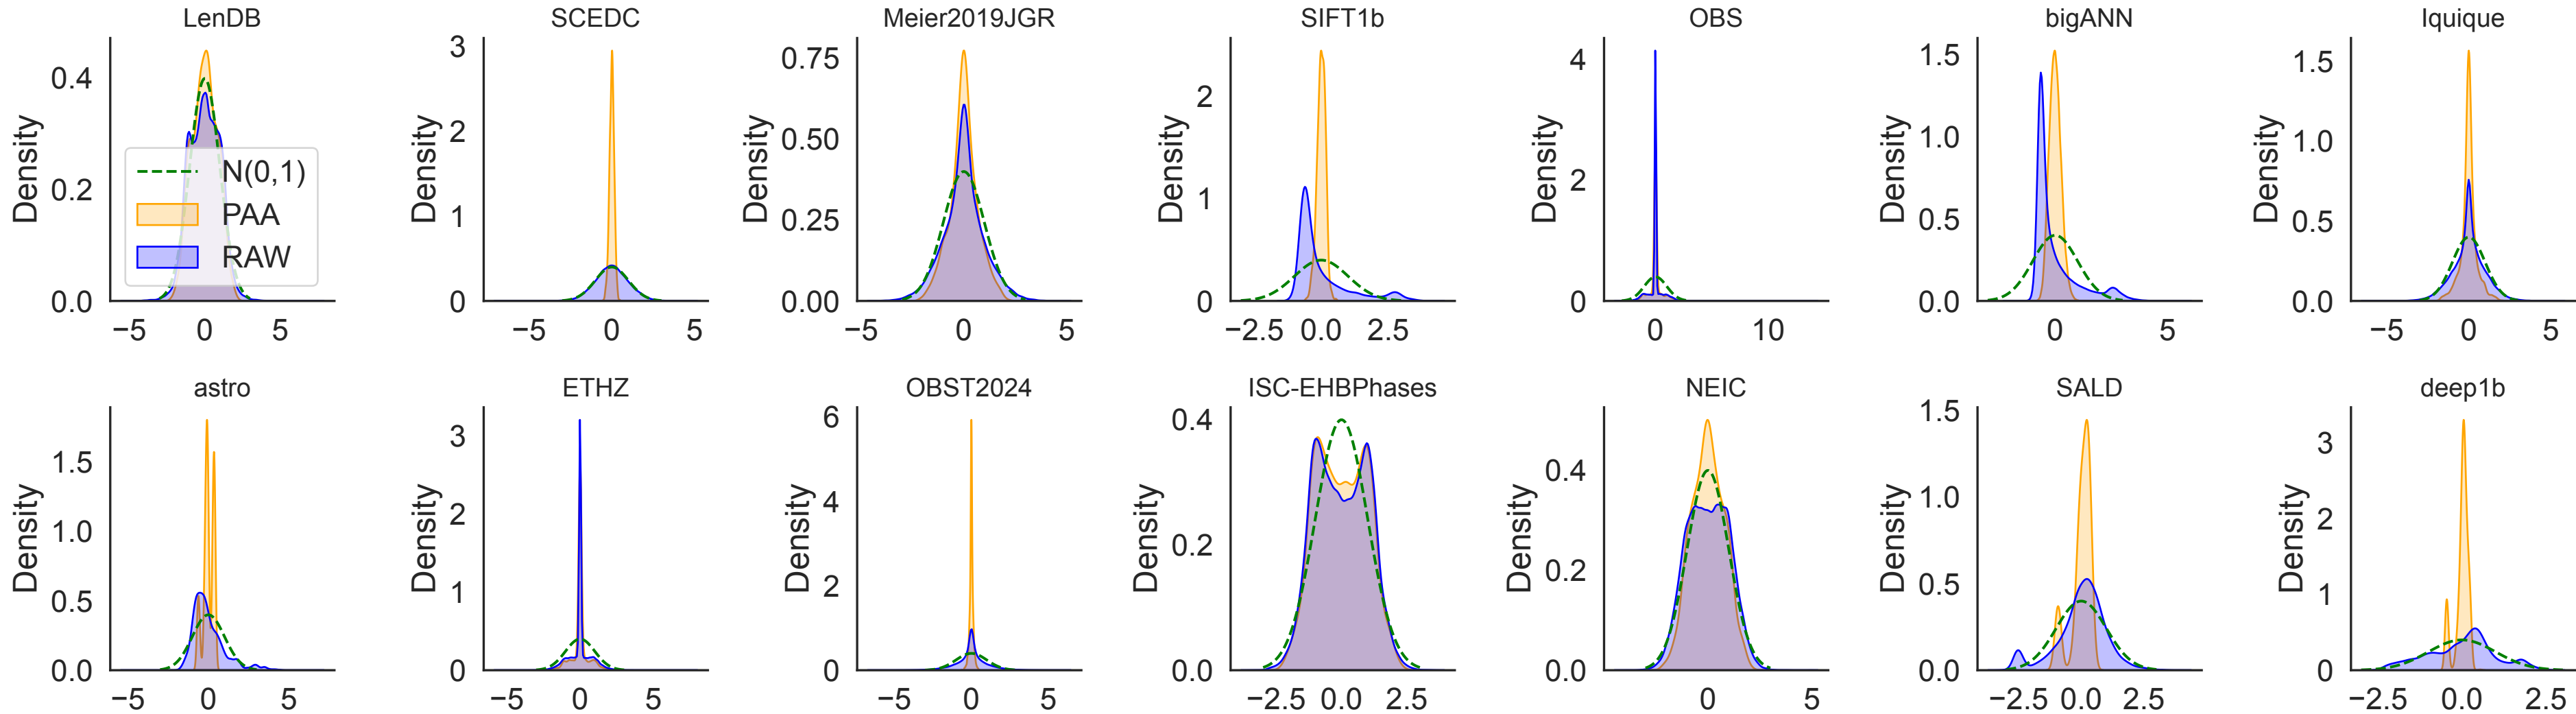 LenDB
SCEDC
Meier2019JGR
SIFT1b
OBS
bigANN
Iquique
Density
0.4
0.2
0.0
−5
0
5
N(0,1)
PAA
RAW
Density
3
2
1
0
−5
0
5
Density
0.75
0.50
0.25
0.00
−5
0
5
Density
2
1
0
−2.5
0.0
2.5
Density
4
2
0
0
10
Density
1.5
1.0
0.5
0.0
0
5
Density
1.5
1.0
0.5
0.0
−5
0
5
astro
ETHZ
OBST2024
ISC-EHBPhases
NEIC
SALD
deep1b
Density
1.5
1.0
0.5
0.0
−5
0
5
Density
3
2
1
0
−5
0
5
Density
6
4
2
0
−5
0
5
Density
0.4
0.2
0.0
−2.5
0.0
2.5
Density
0.4
0.2
0.0
0
5
Density
1.5
1.0
0.5
0.0
−2.5
0.0
2.5
Density
3
2
1
0
−2.5
0.0
2.5